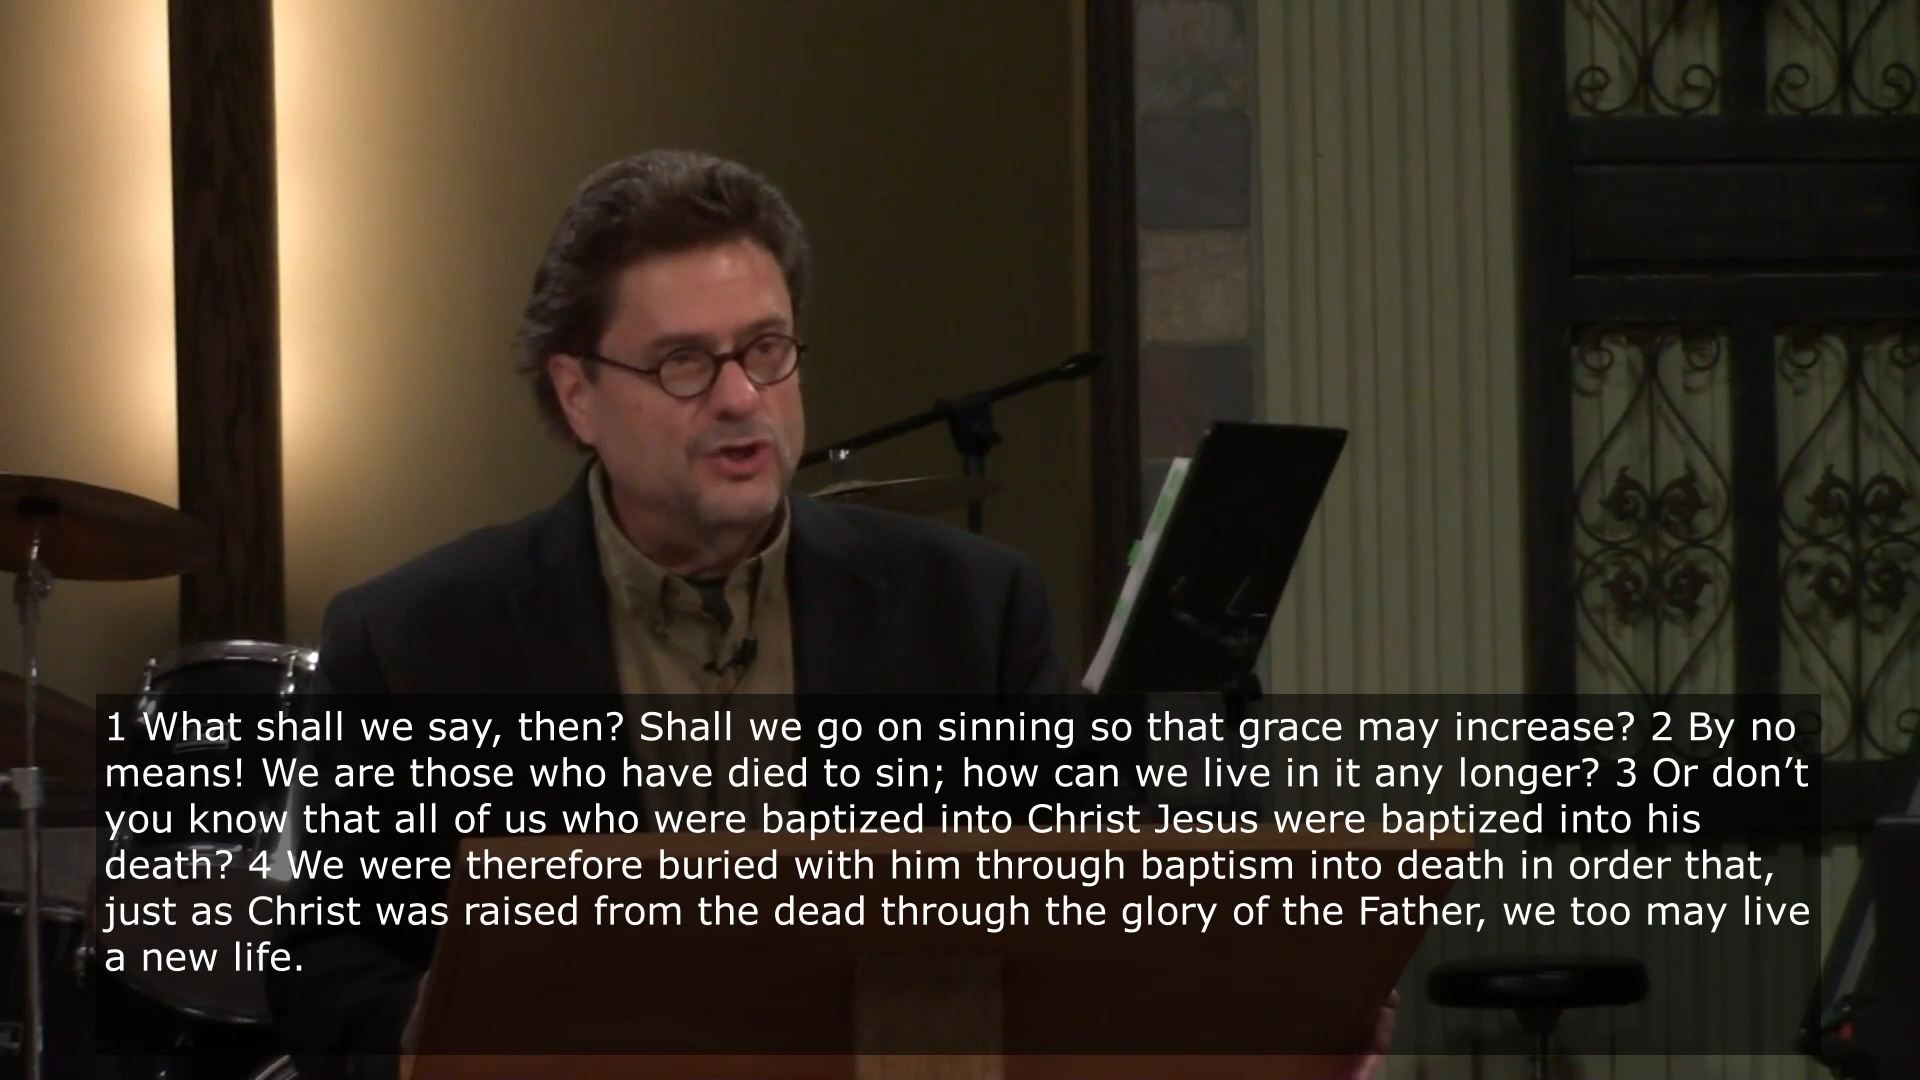 1 What shall we say, then? Shall we go on sinning so that grace may increase? 2 By no
means! We are those who have died to sin; how can we live in it any longer? 3 Or don’t
you know that all of us who were baptized into Christ Jesus were baptized into his
death? 4 We were therefore buried with him through baptism into death in order that,
just as Christ was raised from the dead through the glory of the Father, we too may live
a new life.